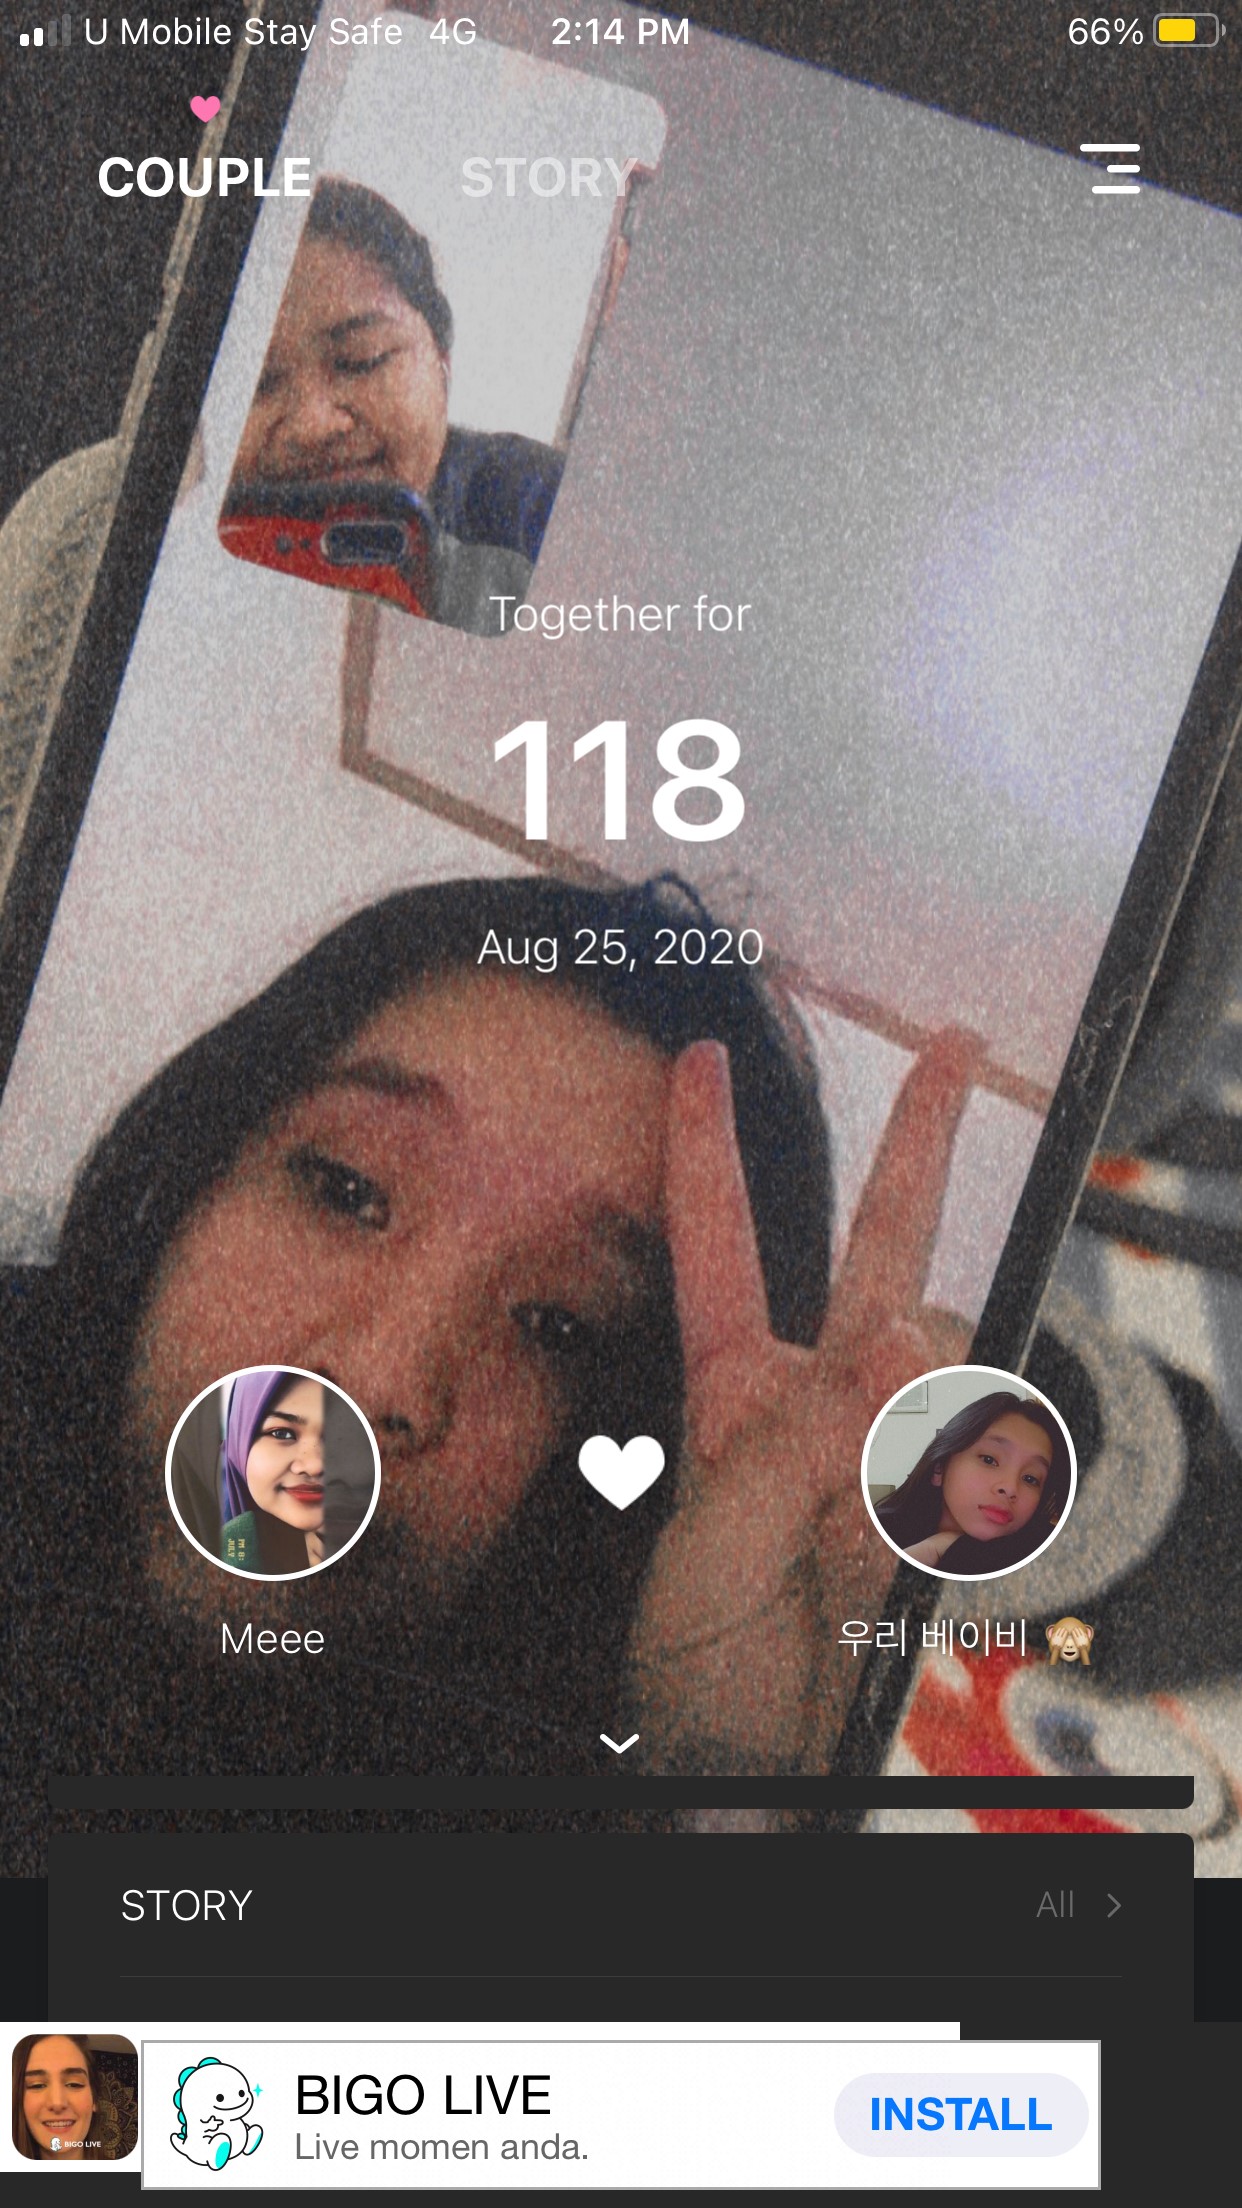 U Mobile Stay Safe 4G 2:14 PM 66%
COUPLE STORY
Together for
118
Aug 25, 2020
Meee 우리 베이비 🙈
STORY All
BIGO LIVE
BIGO LIVE INSTALL
Live momen anda.